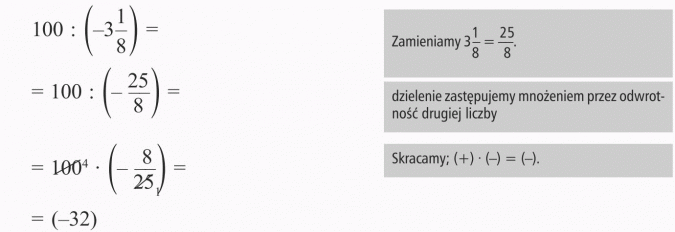 100 : (–3 1/8) =
Zamieniamy 3 1/8 = 25/8.
= 100 : (– 25/8) =
dzielenie zastępujemy mnożeniem przez odwrot-
ność drugiej liczby
= 100⁴ · (– 8/25₁) =
Skracamy; (+) · (–) = (–).
= (–32)